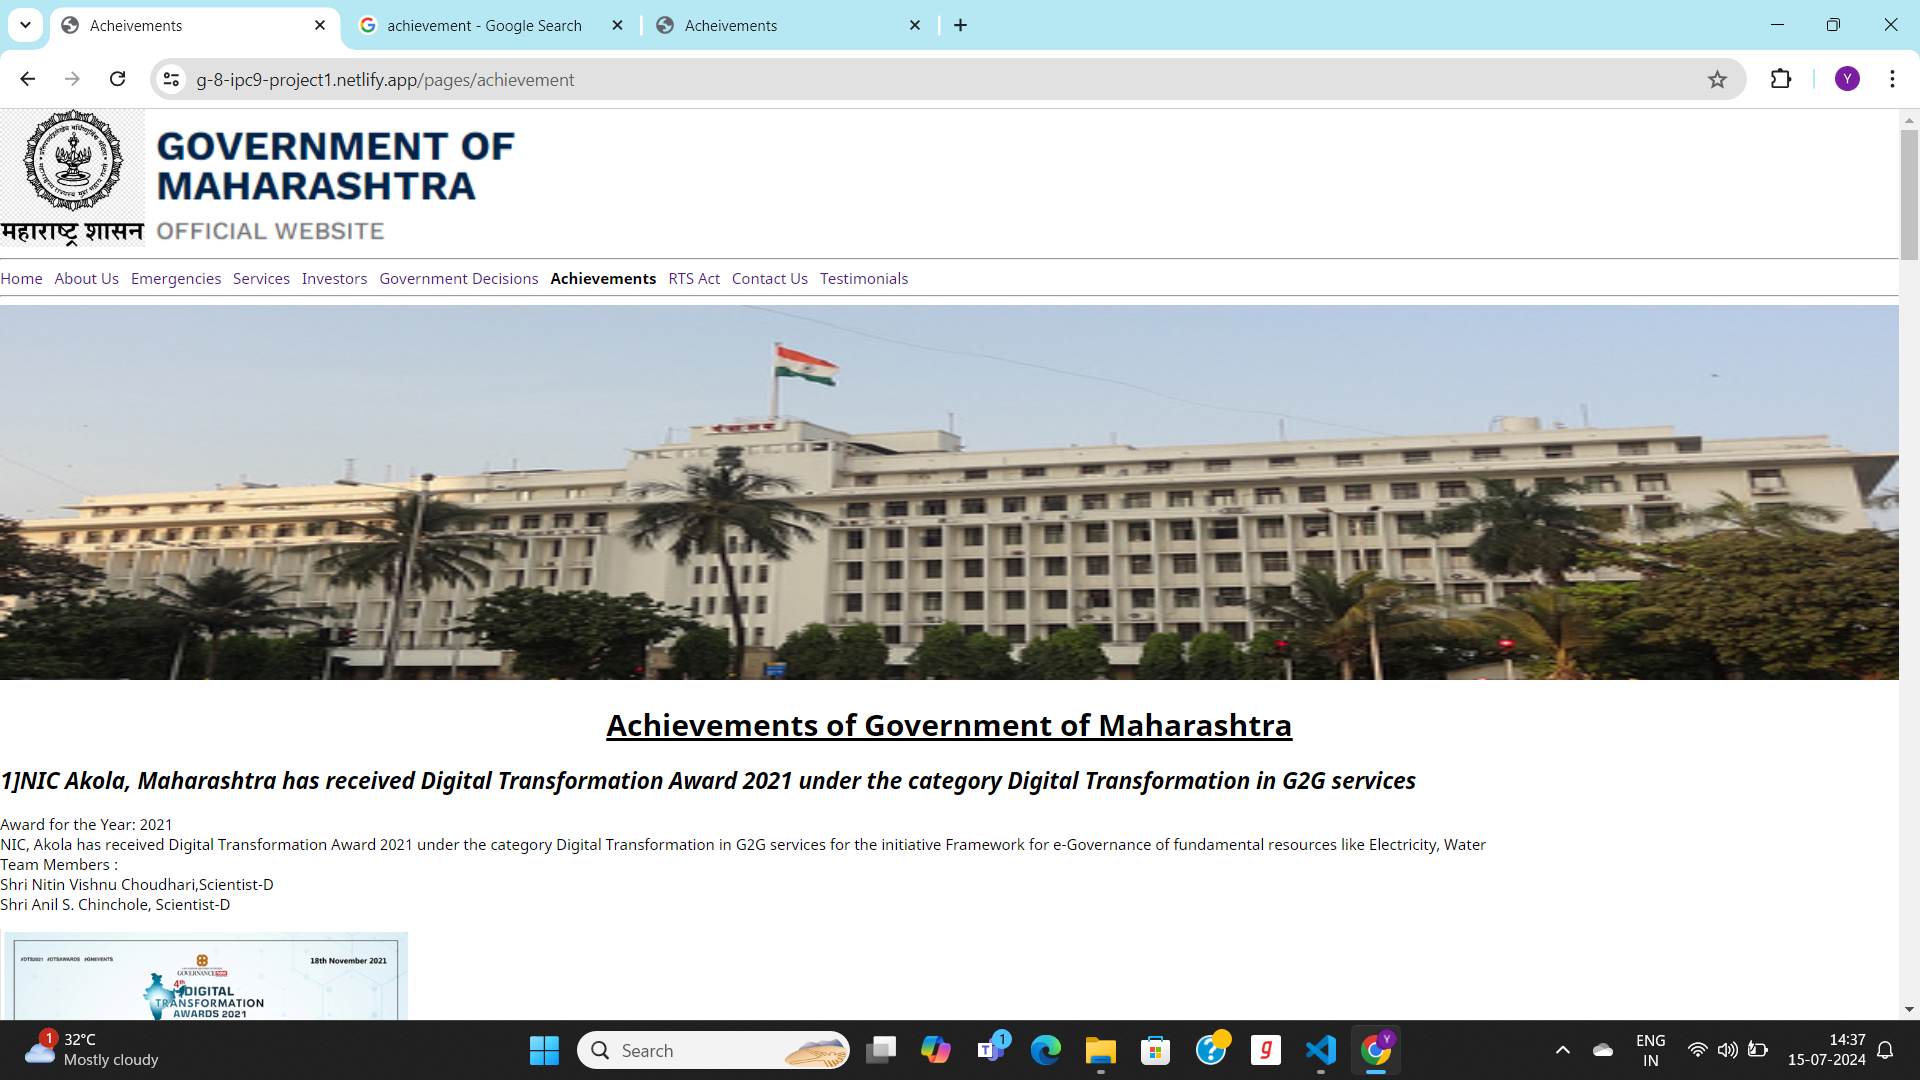 Acheivements
achievement - Google Search
Acheivements
g-8-ipc9-project1.netlify.app/pages/achievement
Y
GOVERNMENT OF
MAHARASHTRA
महाराष्ट्र शासन
OFFICIAL WEBSITE
Home About Us Emergencies Services Investors Government Decisions Achievements RTS Act Contact Us Testimonials
Achievements of Government of Maharashtra
1]NIC Akola, Maharashtra has received Digital Transformation Award 2021 under the category Digital Transformation in G2G services
Award for the Year: 2021
NIC, Akola has received Digital Transformation Award 2021 under the category Digital Transformation in G2G services for the initiative Framework for e-Governance of fundamental resources like Electricity, Water
Team Members :
Shri Nitin Vishnu Choudhari,Scientist-D
Shri Anil S. Chinchole, Scientist-D
#DTS2021 #DTSAWARDS #GNEVENTS
18th November 2021
GOVERNANCE
4th DIGITAL
TRANSFORMATION
AWARDS 2021
1
32°C
Mostly cloudy
Search
1
Y
ENG
IN
14:37
15-07-2024